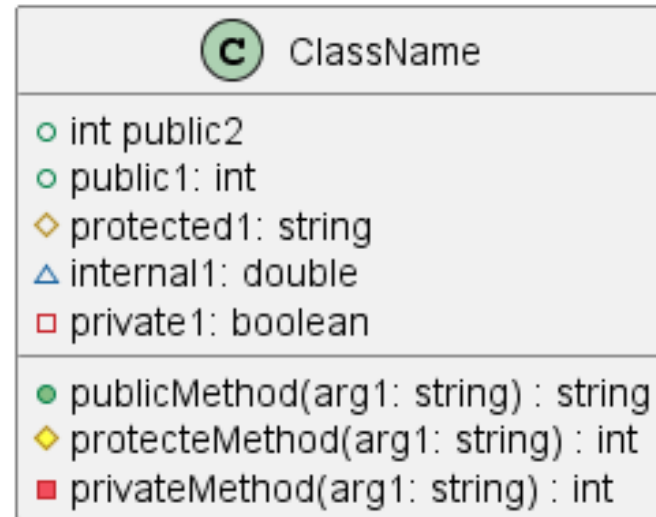 C ClassName
int public2
public1: int
protected1: string
internal1: double
private1: boolean
publicMethod(arg1: string) : string
protecteMethod(arg1: string) : int
privateMethod(arg1: string) : int